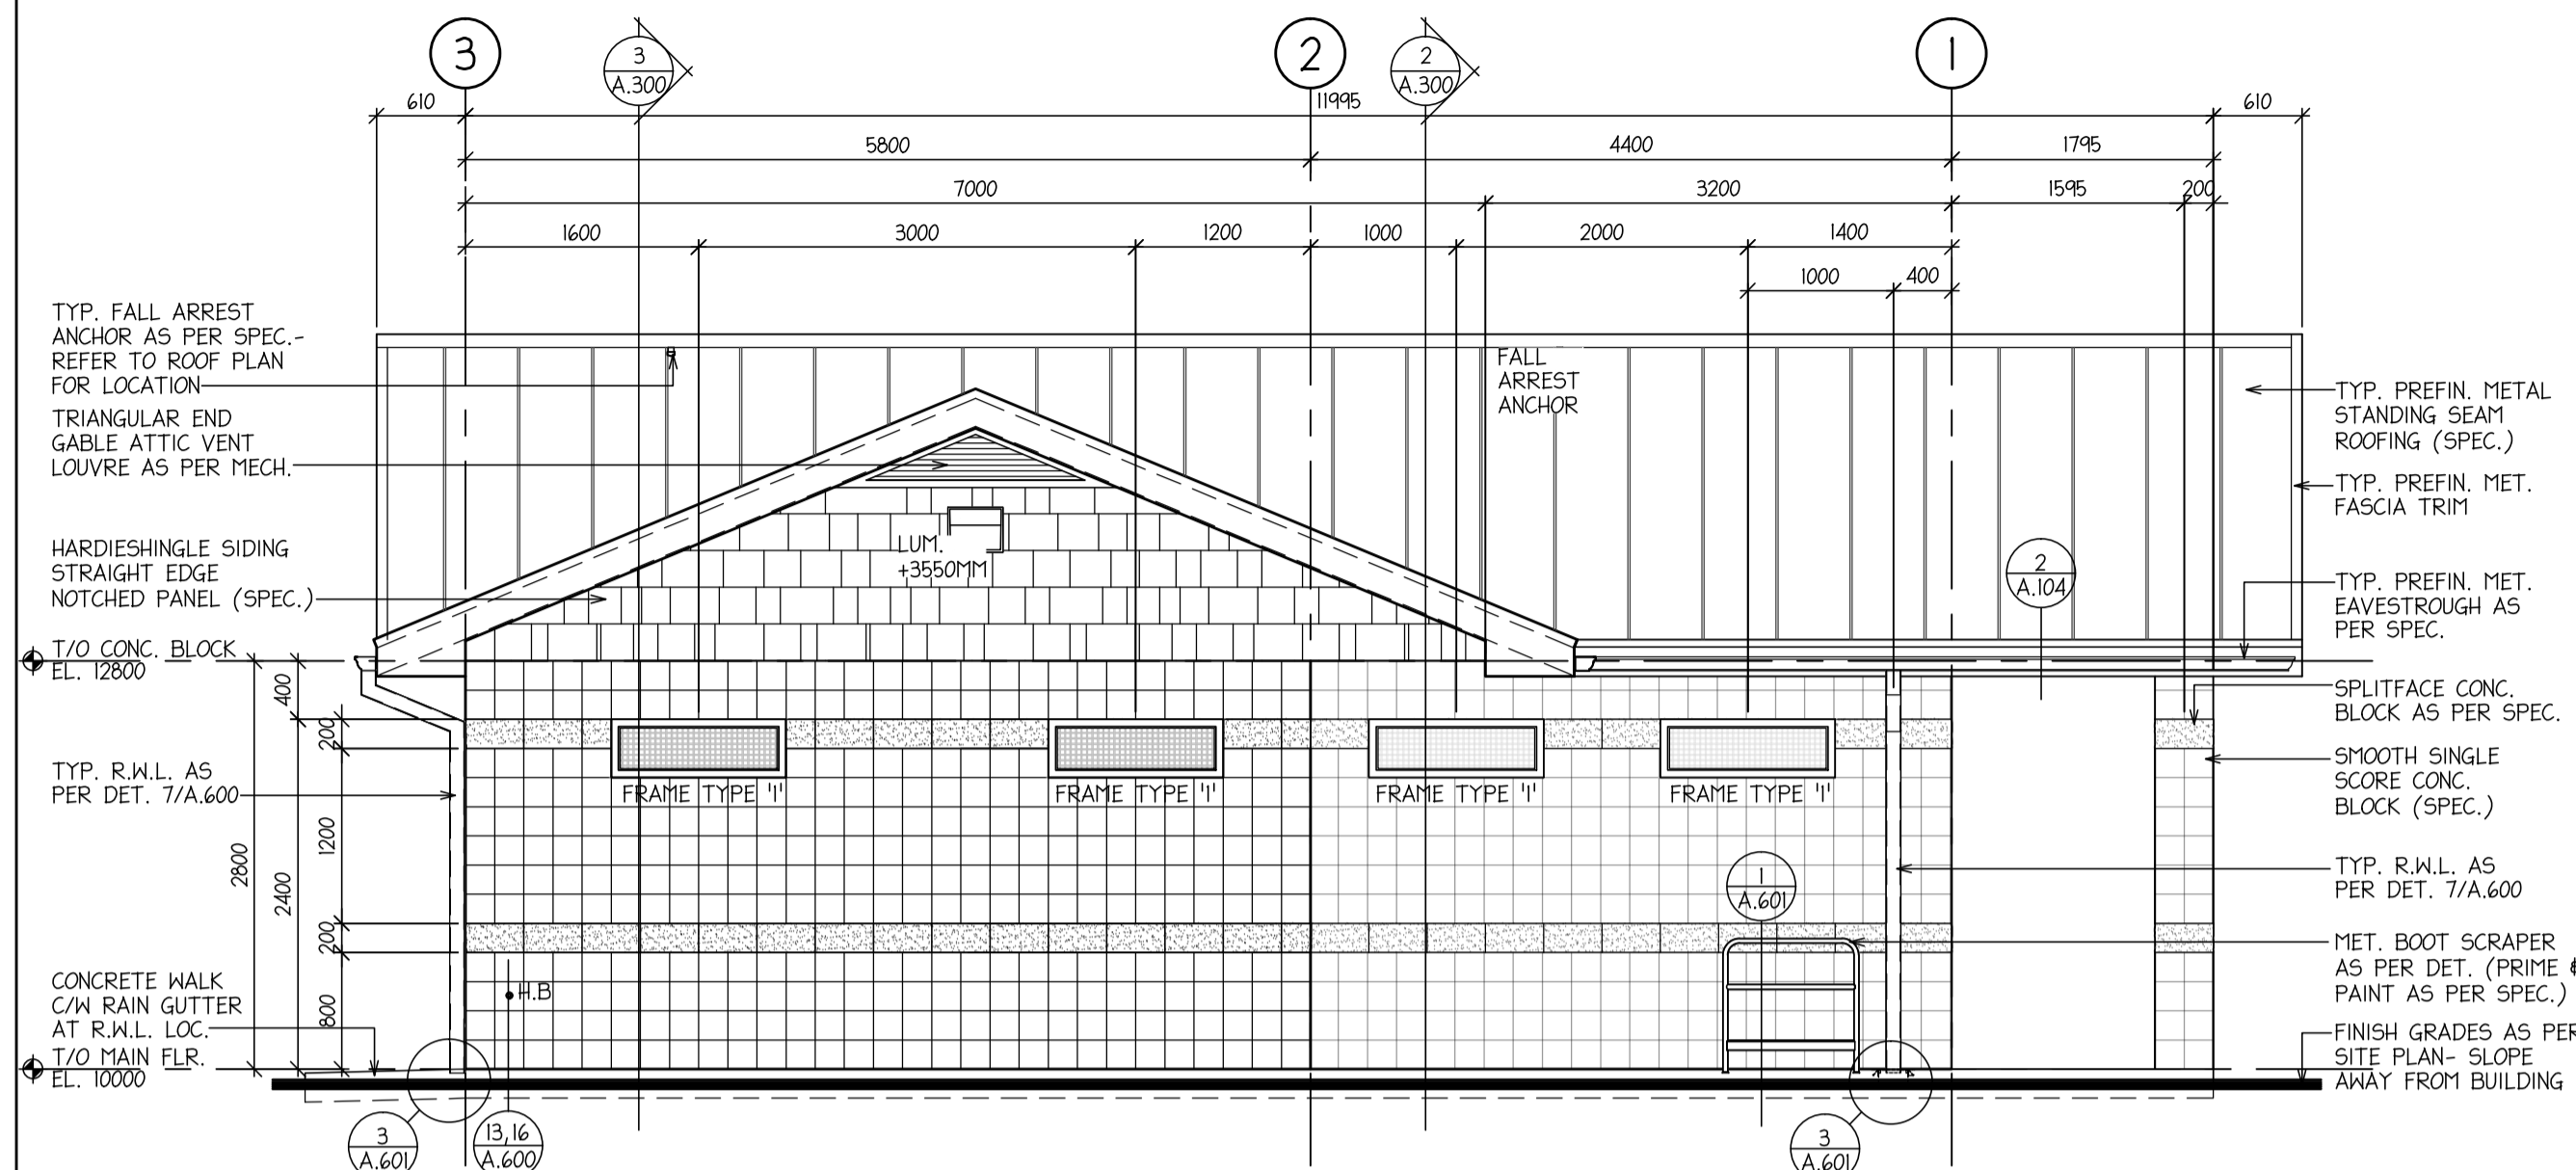 3
3
A.300
2
2
A.300
1
610
11995
610
5800
4400
1795
7000
3200
1595
200
1600
3000
1200
1000
2000
1400
1000
400
TYP. FALL ARREST
ANCHOR AS PER SPEC.-
REFER TO ROOF PLAN
FOR LOCATION
TRIANGULAR END
GABLE ATTIC VENT
LOUVRE AS PER MECH.
HARDIESHINGLE SIDING
STRAIGHT EDGE
NOTCHED PANEL (SPEC.)
T/O CONC. BLOCK
EL. 12800
TYP. R.W.L. AS
PER DET. 7/A.600
CONCRETE WALK
C/W RAIN GUTTER
AT R.W.L. LOC.
T/O MAIN FLR.
EL. 10000
2800
400
2400
200
1200
200
800
FALL
ARREST
ANCHOR
LUM.
+3550MM
2
A.104
FRAME TYPE '1'
FRAME TYPE '1'
FRAME TYPE '1'
FRAME TYPE '1'
1
A.601
H.B
3
A.601
13,16
A.600
3
A.601
TYP. PREFIN. METAL
STANDING SEAM
ROOFING (SPEC.)
TYP. PREFIN. MET.
FASCIA TRIM
TYP. PREFIN. MET.
EAVESTROUGH AS
PER SPEC.
SPLITFACE CONC.
BLOCK AS PER SPEC.
SMOOTH SINGLE
SCORE CONC.
BLOCK (SPEC.)
TYP. R.W.L. AS
PER DET. 7/A.600
MET. BOOT SCRAPER
AS PER DET. (PRIME &
PAINT AS PER SPEC.)
FINISH GRADES AS PER
SITE PLAN- SLOPE
AWAY FROM BUILDING